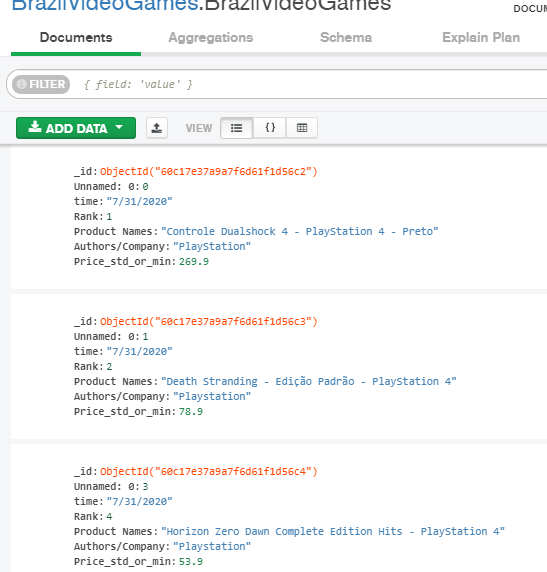 BrazilVideoGames.BrazilVideoGames
DOCUM
Documents Aggregations Schema Explain Plan
FILTER { field: 'value' }
ADD DATA VIEW { }
_id: ObjectId("60c17e37a9a7f6d61f1d56c2")
Unnamed: 0: 0
time: "7/31/2020"
Rank: 1
Product Names: "Controle Dualshock 4 - PlayStation 4 - Preto"
Authors/Company: "PlayStation"
Price_std_or_min: 269.9
_id: ObjectId("60c17e37a9a7f6d61f1d56c3")
Unnamed: 0: 1
time: "7/31/2020"
Rank: 2
Product Names: "Death Stranding - Edição Padrão - PlayStation 4"
Authors/Company: "Playstation"
Price_std_or_min: 78.9
_id: ObjectId("60c17e37a9a7f6d61f1d56c4")
Unnamed: 0: 3
time: "7/31/2020"
Rank: 4
Product Names: "Horizon Zero Dawn Complete Edition Hits - PlayStation 4"
Authors/Company: "Playstation"
Price_std_or_min: 53.9